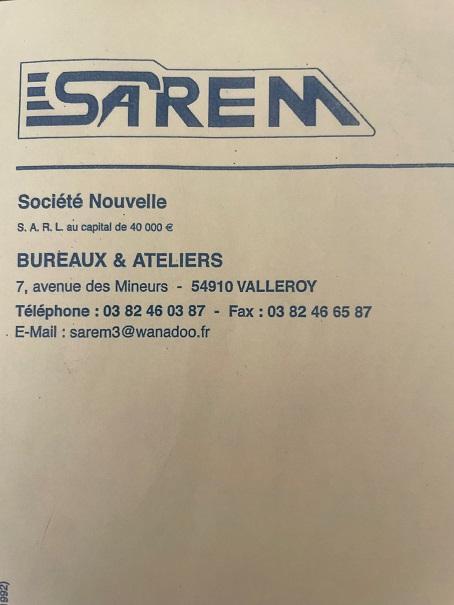 SAREM
Société Nouvelle
S. A. R. L. au capital de 40 000 €
BUREAUX & ATELIERS
7, avenue des Mineurs - 54910 VALLEROY
Téléphone : 03 82 46 03 87 - Fax : 03 82 46 65 87
E-Mail : sarem3@wanadoo.fr
1992)